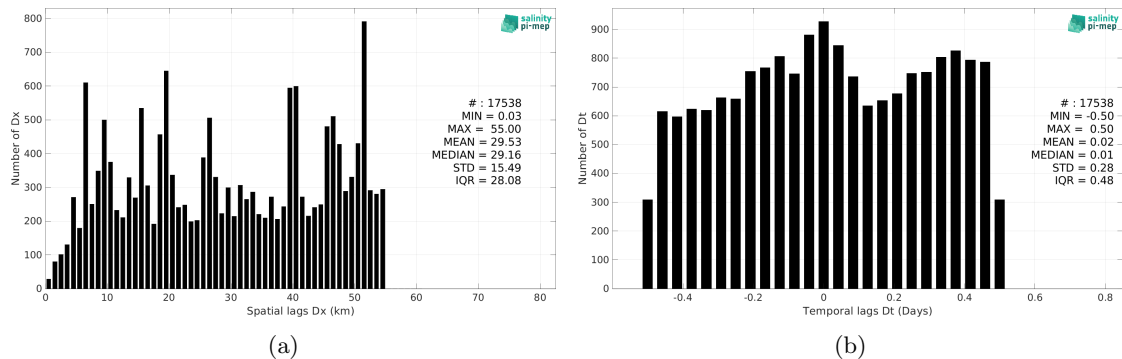 salinity
pi-mep
800
700
600
500
400
300
200
100
0
Number of Dx
# : 17538
MIN = 0.03
MAX = 55.00
MEAN = 29.53
MEDIAN = 29.16
STD = 15.49
IQR = 28.08
0 10 20 30 40 50 60 70 80
Spatial lags Dx (km)
(a)
salinity
pi-mep
900
800
700
600
500
400
300
200
100
0
Number of Dt
# : 17538
MIN = -0.50
MAX = 0.50
MEAN = 0.02
MEDIAN = 0.01
STD = 0.28
IQR = 0.48
-0.4 -0.2 0 0.2 0.4 0.6 0.8
Temporal lags Dt (Days)
(b)